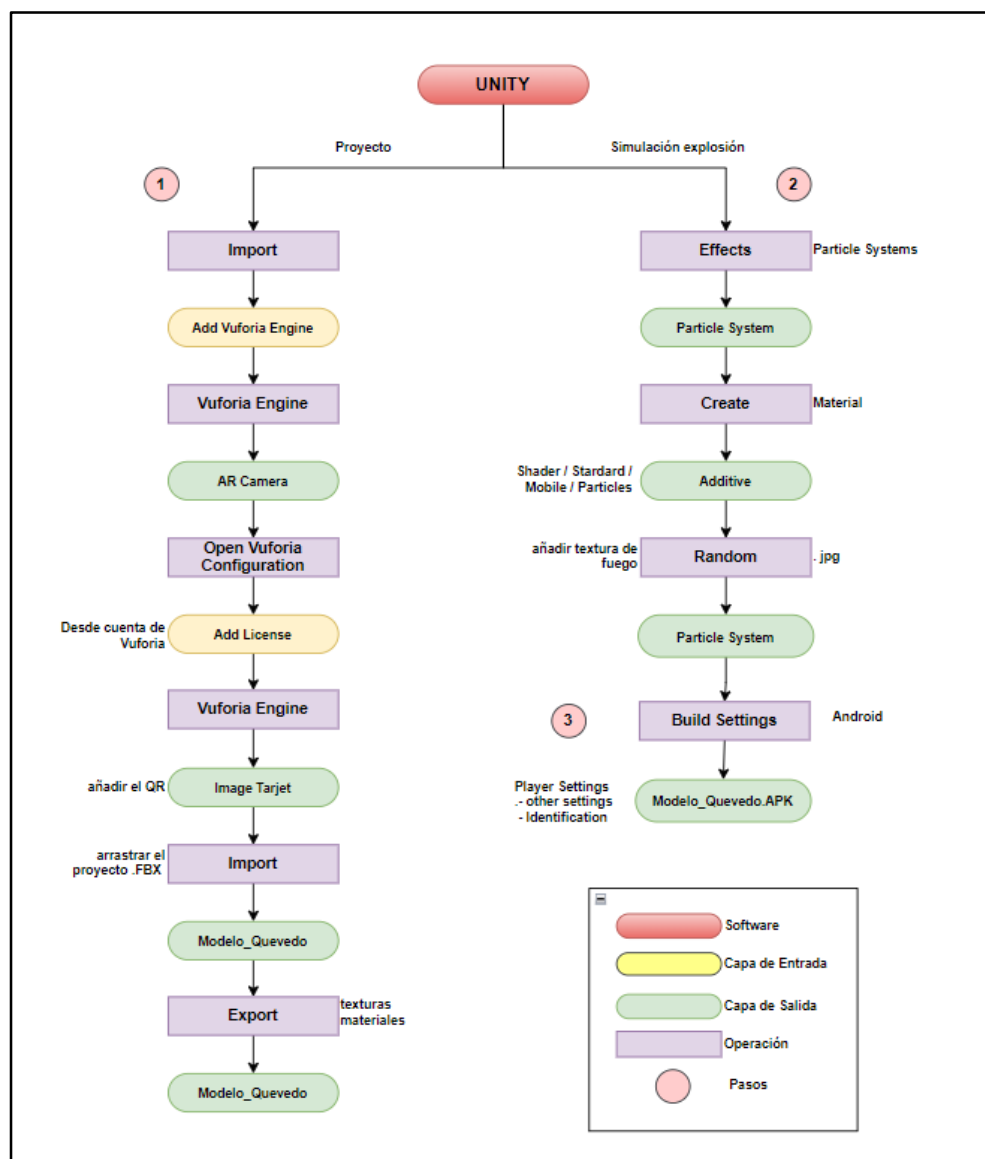 UNITY
Proyecto
Simulación explosión
1
2
Import
Add Vuforia Engine
Vuforia Engine
AR Camera
Open Vuforia
Configuration
Desde cuenta de
Vuforia
Add License
Vuforia Engine
añadir el QR
Image Tarjet
arrastrar el
proyecto .FBX
Import
Modelo_Quevedo
Export
texturas
materiales
Modelo_Quevedo
Effects
Particle Systems
Particle System
Create
Material
Shader / Stardard /
Mobile / Particles
Additive
añadir textura de
fuego
Random
. jpg
Particle System
3
Build Settings
Android
Player Settings
.- other settings
- Identification
Modelo_Quevedo.APK
Software
Capa de Entrada
Capa de Salida
Operación
Pasos